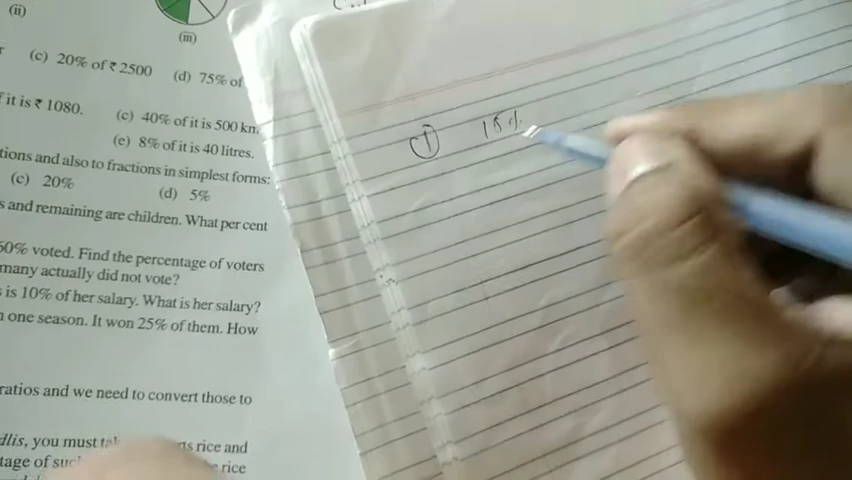 (ii)
(iii)
(c) 20% of ₹ 2500 (d) 75% of
it is ₹ 1080. (c) 40% of it is 500 km.
(e) 8% of it is 40 litres.
tions and also to fractions in simplest forms:
(c) 20% (d) 5%
s and remaining are children. What per cent
60% voted. Find the percentage of voters
many actually did not vote?
is 10% of her salary. What is her salary?
one season. It won 25% of them. How
ratios and we need to convert those to
dlis, you must rice and
tage of rice
(1)